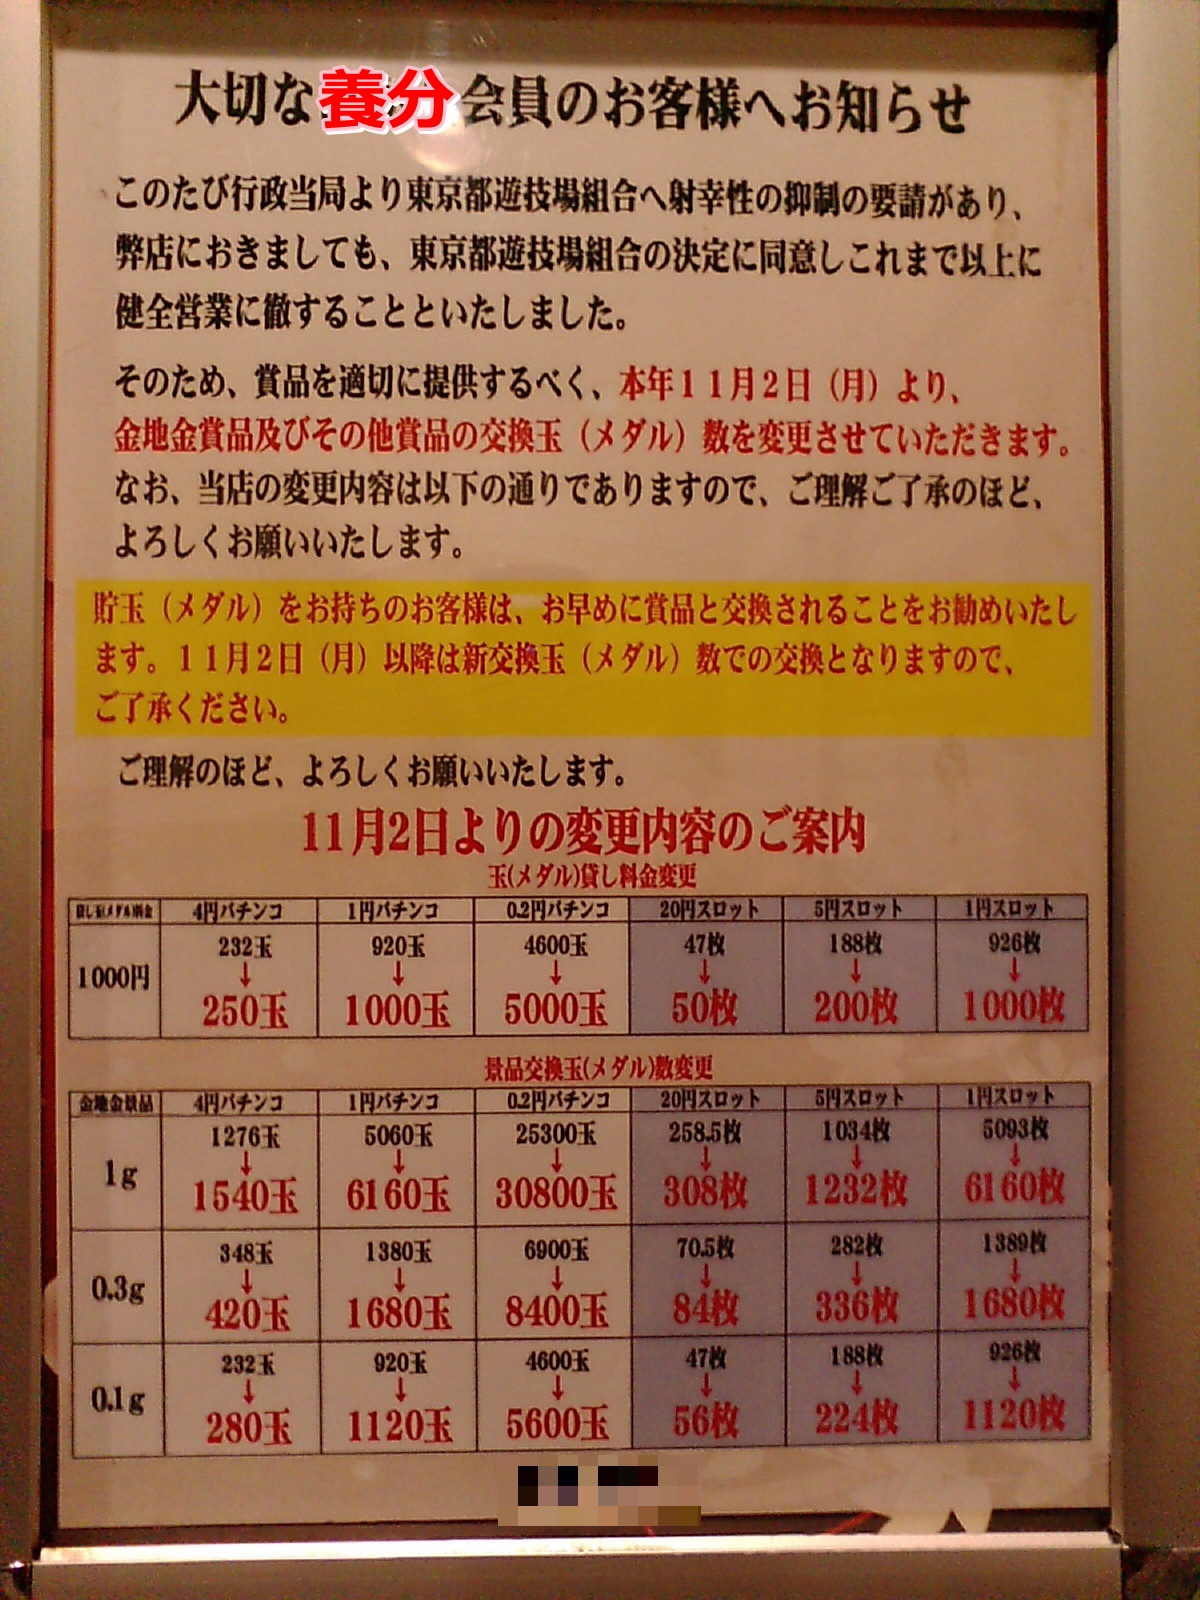 大切な養分会員のお客様へお知らせ
このたび行政当局より東京都遊技場組合へ射幸性の抑制の要請があり、
弊店におきましても、東京都遊技場組合の決定に同意しこれまで以上に
健全営業に徹することといたしました。
そのため、賞品を適切に提供するべく、本年11月2日（月）より、
金地金賞品及びその他賞品の交換玉（メダル）数を変更させていただきます。
なお、当店の変更内容は以下の通りでありますので、ご理解ご了承のほど、
よろしくお願いいたします。
貯玉（メダル）をお持ちのお客様は、お早めに賞品と交換されることをお勧めいたし
ます。11月2日（月）以降は新交換玉（メダル）数での交換となりますので、
ご了承ください。
ご理解のほど、よろしくお願いいたします。
11月2日よりの変更内容のご案内
玉(メダル)貸し料金変更
貸し玉メダル料金 4円パチンコ 1円パチンコ 0.2円パチンコ 20円スロット 5円スロット 1円スロット
232玉 920玉 4600玉 47枚 188枚 926枚
1000円 ↓ ↓ ↓ ↓ ↓ ↓
250玉 1000玉 5000玉 50枚 200枚 1000枚
景品交換玉(メダル)数変更
金地金景品 4円パチンコ 1円パチンコ 0.2円パチンコ 20円スロット 5円スロット 1円スロット
1276玉 5060玉 25300玉 258.5枚 1034枚 5093枚
1g ↓ ↓ ↓ ↓ ↓ ↓
1540玉 6160玉 30800玉 308枚 1232枚 6160枚
348玉 1380玉 6900玉 70.5枚 282枚 1389枚
0.3g ↓ ↓ ↓ ↓ ↓ ↓
420玉 1680玉 8400玉 84枚 336枚 1680枚
232玉 920玉 4600玉 47枚 188枚 926枚
0.1g ↓ ↓ ↓ ↓ ↓ ↓
280玉 1120玉 5600玉 56枚 224枚 1120枚